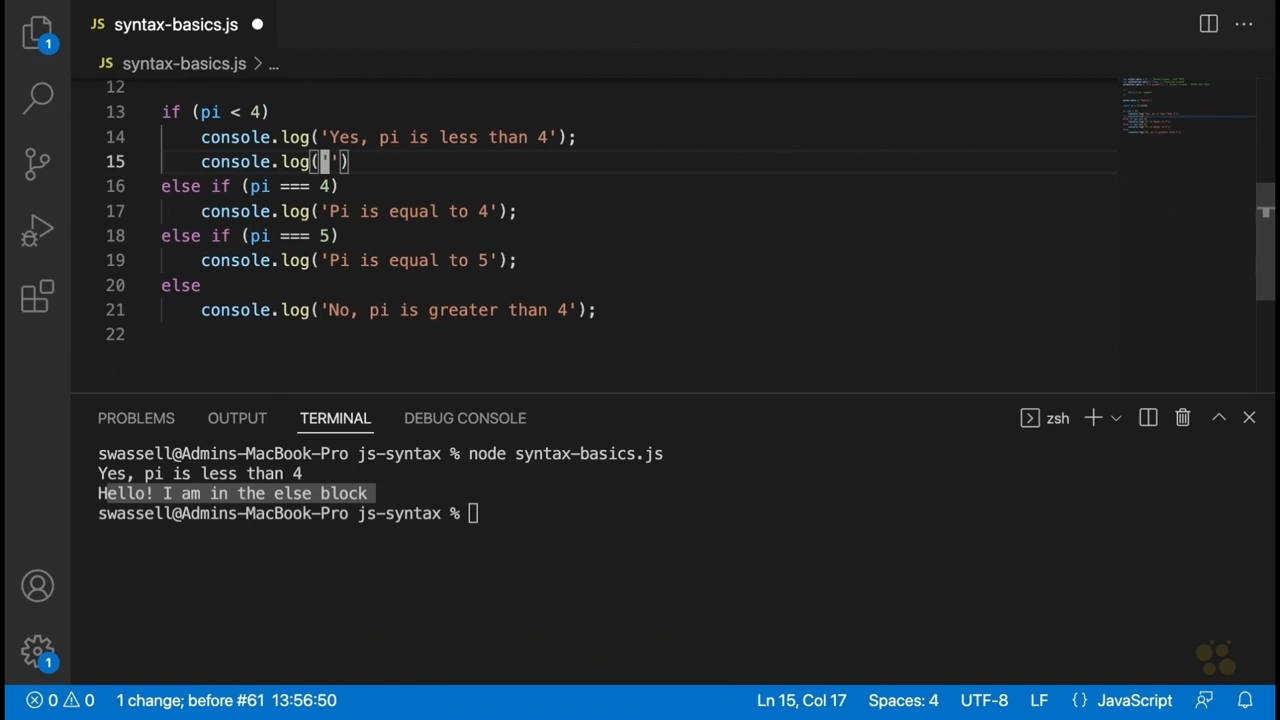 JS syntax-basics.js
JS syntax-basics.js > ...
12
13 if (pi < 4)
14 console.log('Yes, pi is less than 4');
15 console.log('')
16 else if (pi === 4)
17 console.log('Pi is equal to 4');
18 else if (pi === 5)
19 console.log('Pi is equal to 5');
20 else
21 console.log('No, pi is greater than 4');
22
PROBLEMS OUTPUT TERMINAL DEBUG CONSOLE zsh
swassell@Admins-MacBook-Pro js-syntax % node syntax-basics.js
Yes, pi is less than 4
Hello! I am in the else block
swassell@Admins-MacBook-Pro js-syntax %
1
1
0 0 1 change; before #61 13:56:50 Ln 15, Col 17 Spaces: 4 UTF-8 LF {} JavaScript